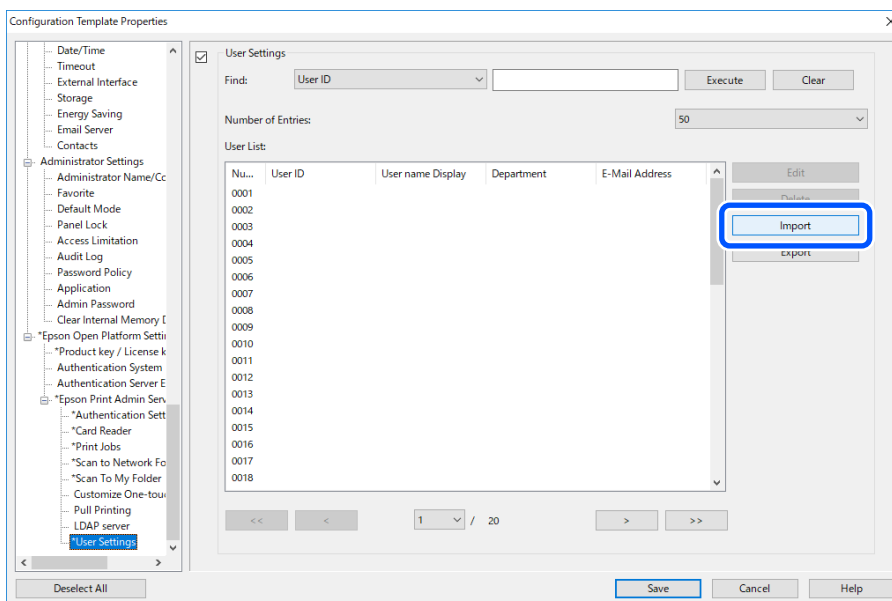 Configuration Template Properties
Date/Time
Timeout
External Interface
Storage
Energy Saving
Email Server
Contacts
Administrator Settings
Administrator Name/Cc
Favorite
Default Mode
Panel Lock
Access Limitation
Audit Log
Password Policy
Application
Admin Password
Clear Internal Memory D
*Epson Open Platform Settin
*Product key / License k
Authentication System
Authentication Server E
*Epson Print Admin Serv
*Authentication Sett
*Card Reader
*Print Jobs
*Scan to Network Fo
*Scan To My Folder
Customize One-touc
Pull Printing
LDAP server
*User Settings
User Settings
Find: User ID Execute Clear
Number of Entries: 50
User List:
Nu... User ID User name Display Department E-Mail Address
0001
0002
0003
0004
0005
0006
0007
0008
0009
0010
0011
0012
0013
0014
0015
0016
0017
0018
Edit
Delete
Import
Export
<< < 1 / 20 > >>
Deselect All Save Cancel Help